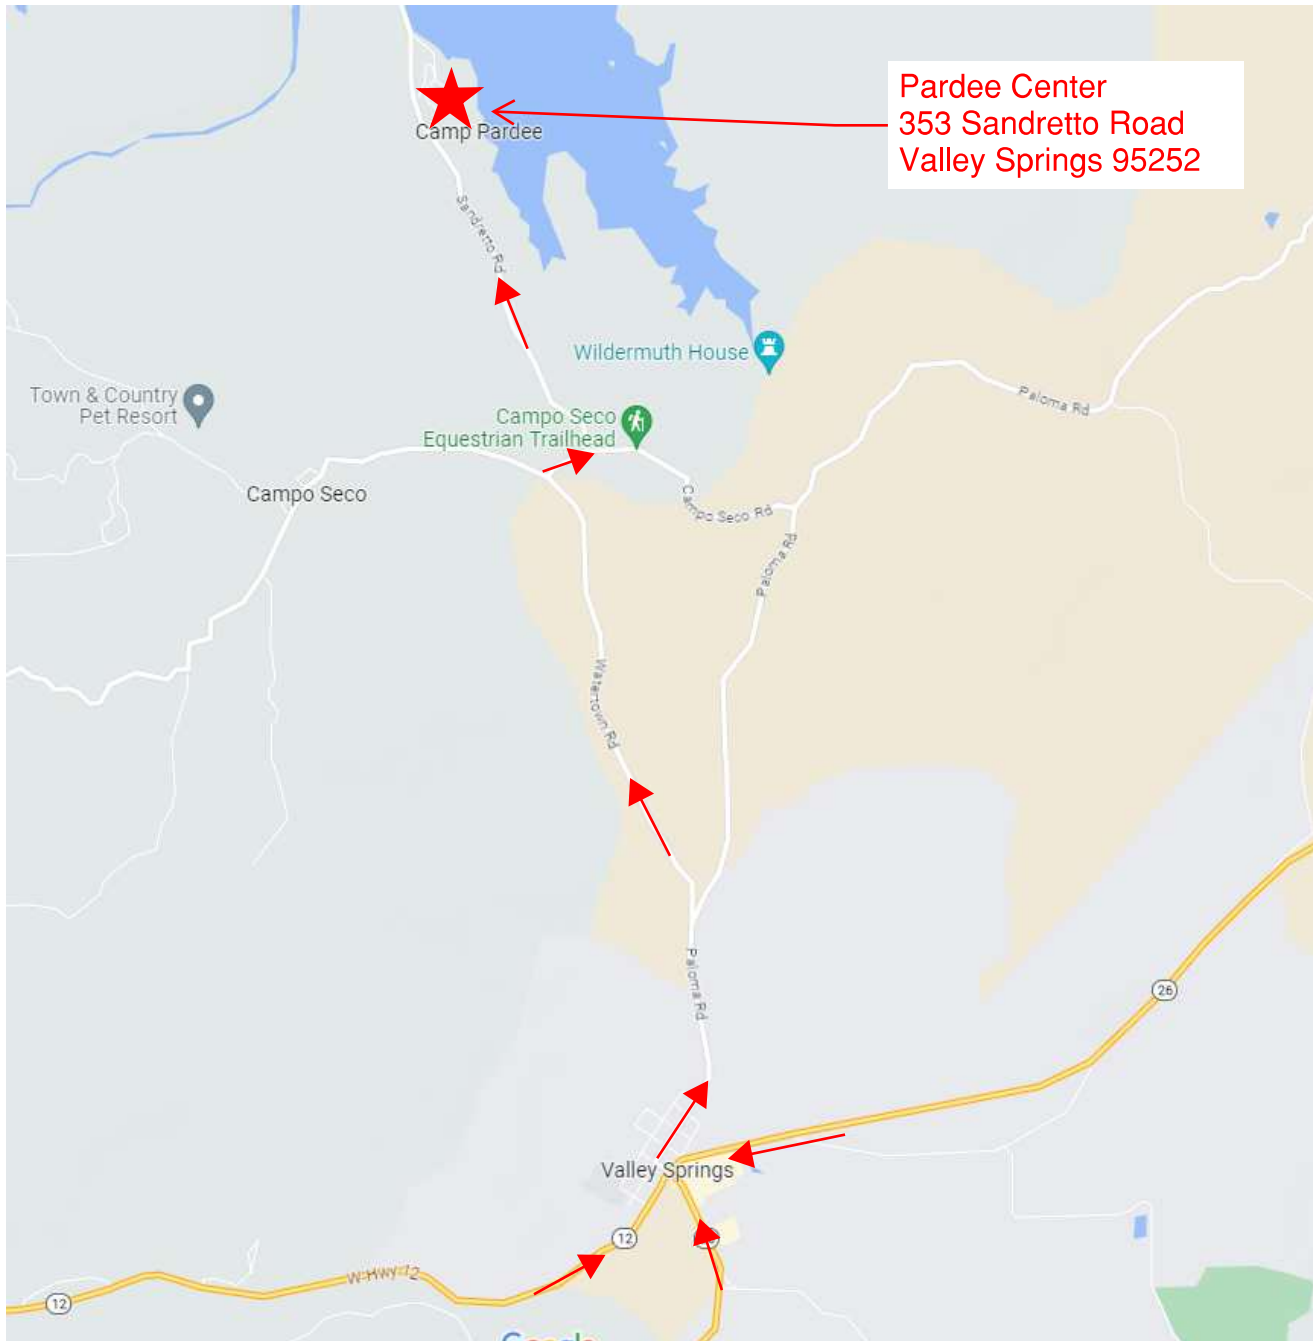 Pardee Center
353 Sandretto Road
Valley Springs 95252
Camp Pardee
Sandretto Rd
Wildermuth House
Town & Country
Pet Resort
Campo Seco
Equestrian Trailhead
Paloma Rd
Campo Seco
Campo Seco Rd
Paloma Rd
Watertown Rd
Paloma Rd
26
Valley Springs
12
W Hwy 12
12
Google